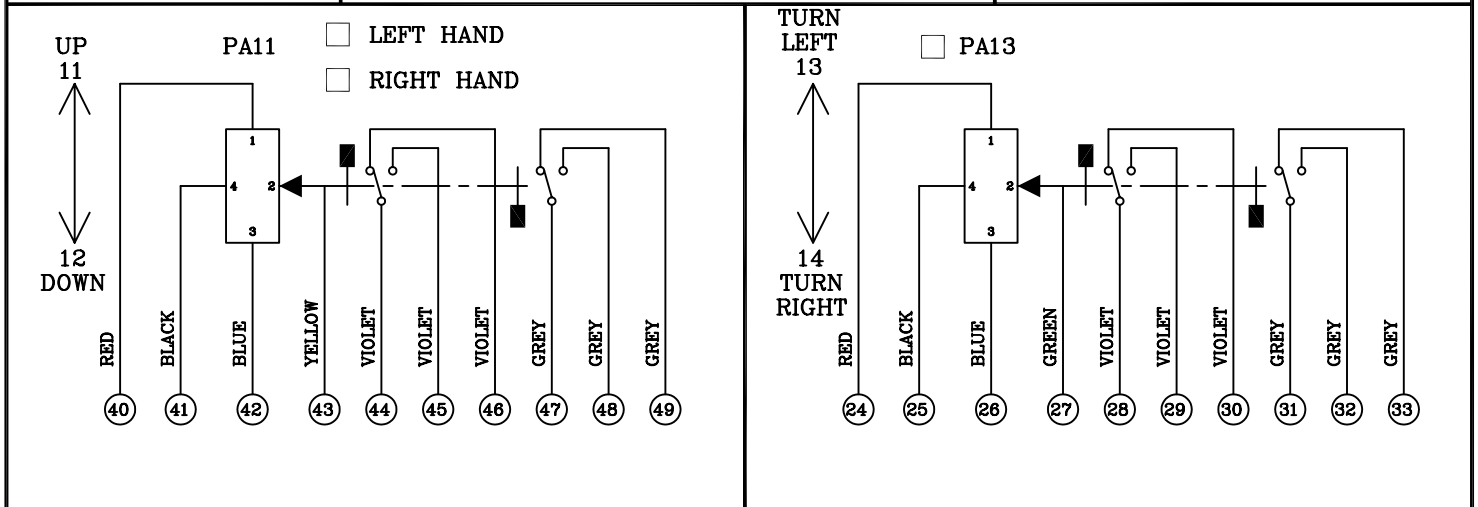 UP
11
PA11
LEFT HAND
RIGHT HAND
1
4
2
3
12
DOWN
RED
BLACK
BLUE
YELLOW
VIOLET
VIOLET
VIOLET
GREY
GREY
GREY
40
41
42
43
44
45
46
47
48
49
TURN
LEFT
13
PA13
1
4
2
3
14
TURN
RIGHT
RED
BLACK
BLUE
GREEN
VIOLET
VIOLET
VIOLET
GREY
GREY
GREY
24
25
26
27
28
29
30
31
32
33